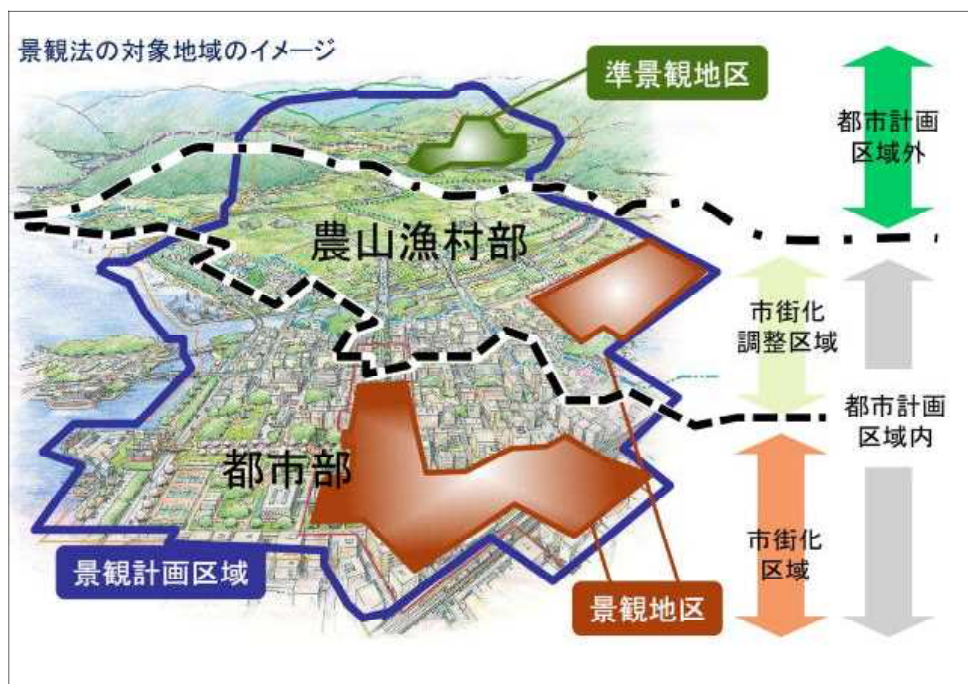 景観法の対象地域のイメージ
準景観地区
都市計画
区域外
農山漁村部
市街化
調整区域
都市計画
区域内
都市部
市街化
区域
景観計画区域
景観地区